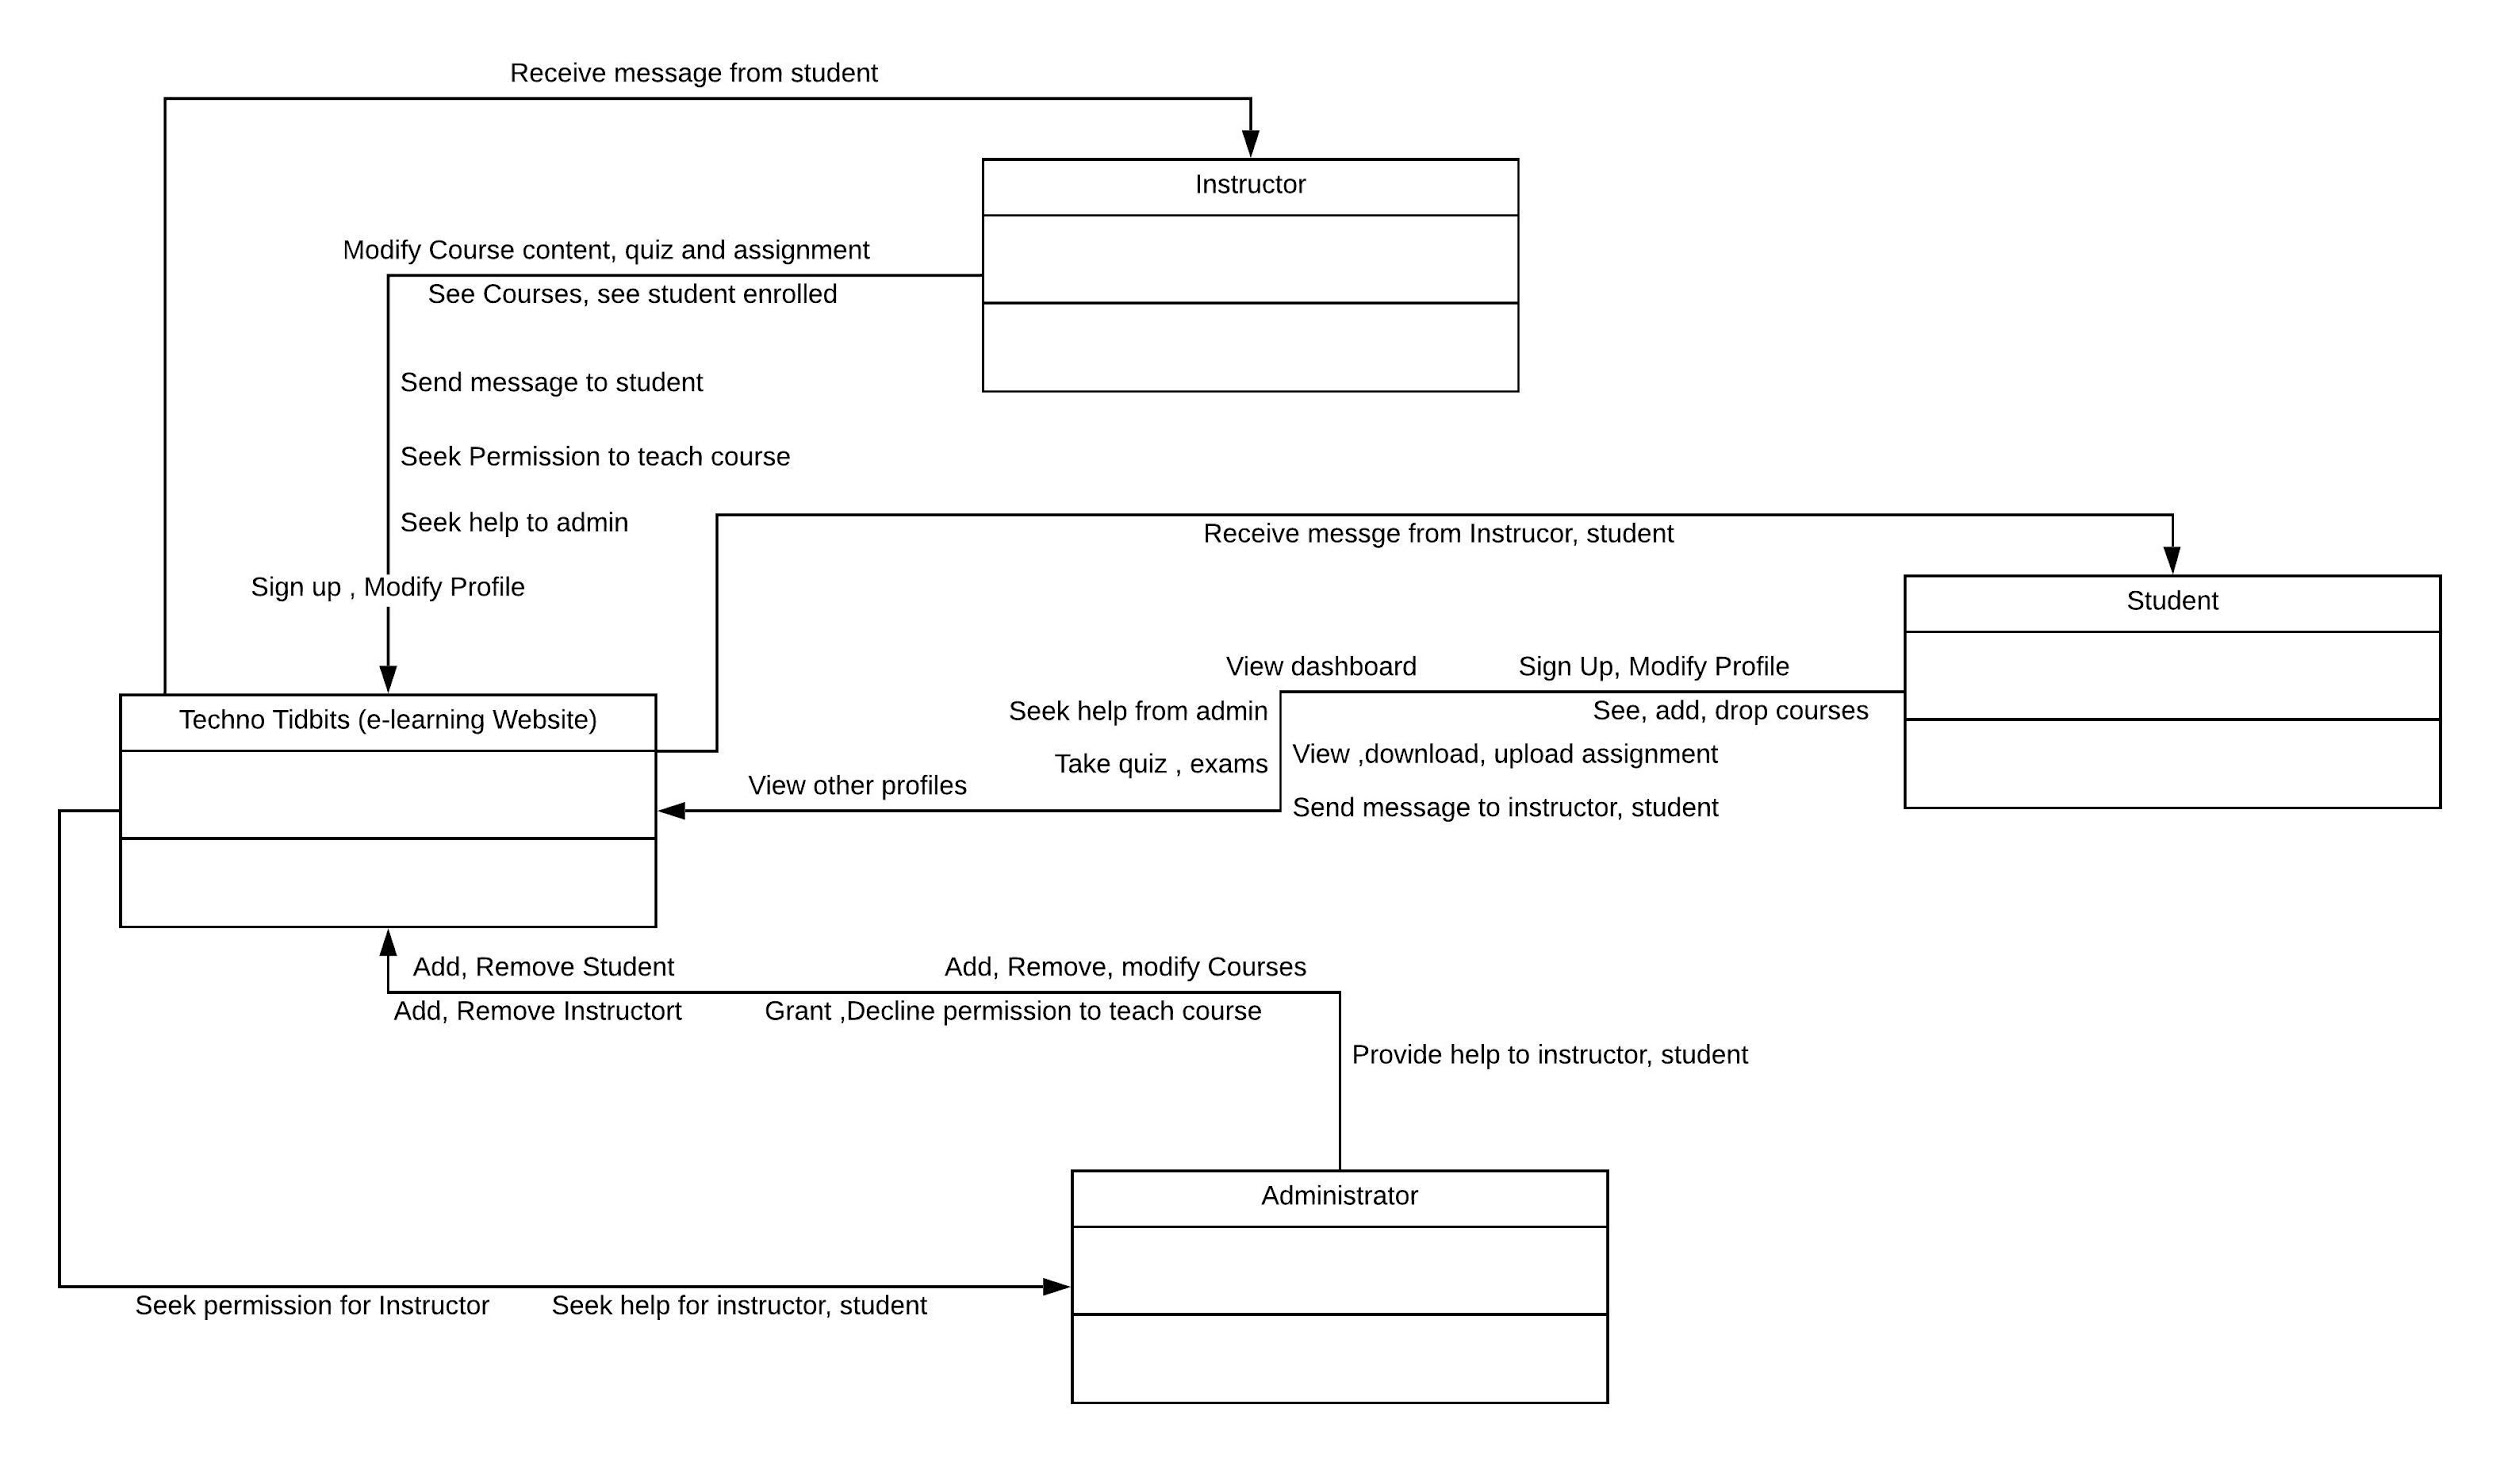 Receive message from student
Instructor
Modify Course content, quiz and assignment
See Courses, see student enrolled
Send message to student
Seek Permission to teach course
Seek help to admin
Receive messge from Instrucor, student
Sign up , Modify Profile
Student
View dashboard
Sign Up, Modify Profile
Seek help from admin
See, add, drop courses
Techno Tidbits (e-learning Website)
View ,download, upload assignment
Take quiz , exams
View other profiles
Send message to instructor, student
Add, Remove Student
Add, Remove, modify Courses
Add, Remove Instructort
Grant ,Decline permission to teach course
Provide help to instructor, student
Administrator
Seek permission for Instructor
Seek help for instructor, student